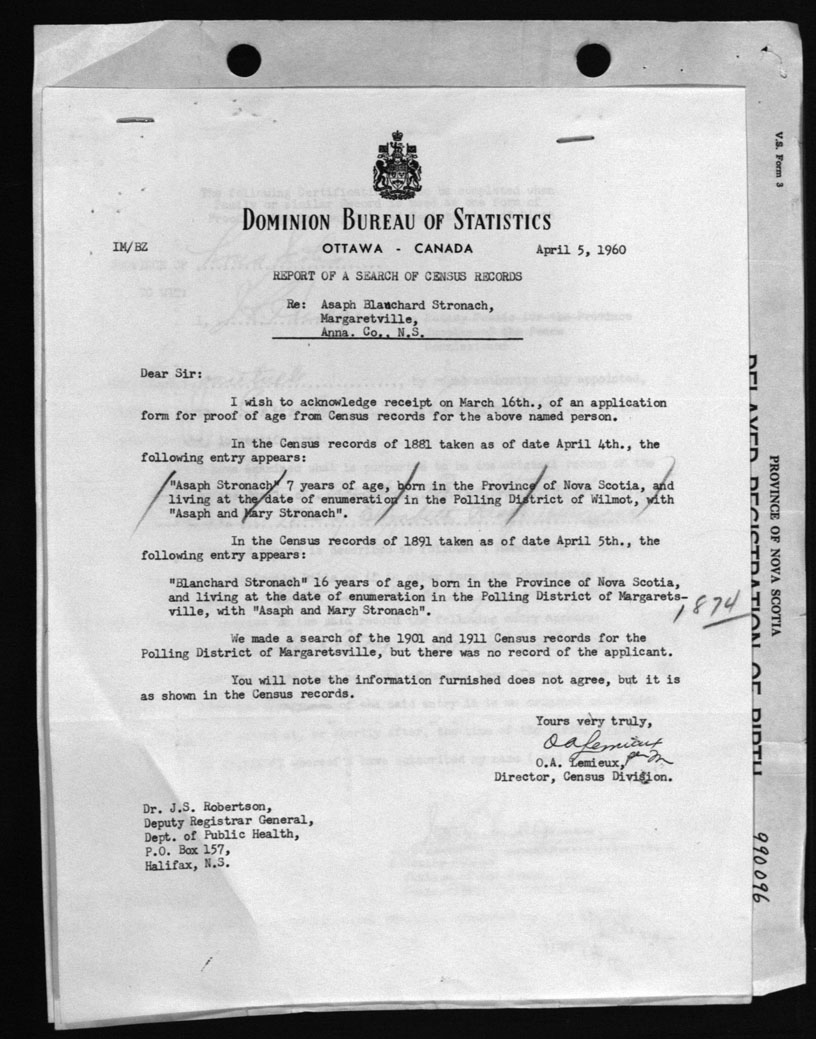 DOMINION BUREAU OF STATISTICS
IM/BZ
OTTAWA - CANADA
April 5, 1960
REPORT OF A SEARCH OF CENSUS RECORDS
Re: Asaph Blanchard Stronach,
Margaretville,
Anna. Co., N.S.
Dear Sir:
I wish to acknowledge receipt on March 16th., of an application
form for proof of age from Census records for the above named person.
In the Census records of 1881 taken as of date April 4th., the
following entry appears:
"Asaph Stronach" 7 years of age, born in the Province of Nova Scotia, and
living at the date of enumeration in the Polling District of Wilmot, with
"Asaph and Mary Stronach".
In the Census records of 1891 taken as of date April 5th., the
following entry appears:
"Blanchard Stronach" 16 years of age, born in the Province of Nova Scotia,
and living at the date of enumeration in the Polling District of Margarets-
ville, with "Asaph and Mary Stronach".
1874
We made a search of the 1901 and 1911 Census records for the
Polling District of Margaretsville, but there was no record of the applicant.
You will note the information furnished does not agree, but it is
as shown in the Census records.
Yours very truly,
O A Lemieux
O.A. Lemieux,
Director, Census Division.
Dr. J.S. Robertson,
Deputy Registrar General,
Dept. of Public Health,
P.O. Box 157,
Halifax, N.S.
V.S. Form 3
PROVINCE OF NOVA SCOTIA
DELAYED REGISTRATION OF BIRTH
990096